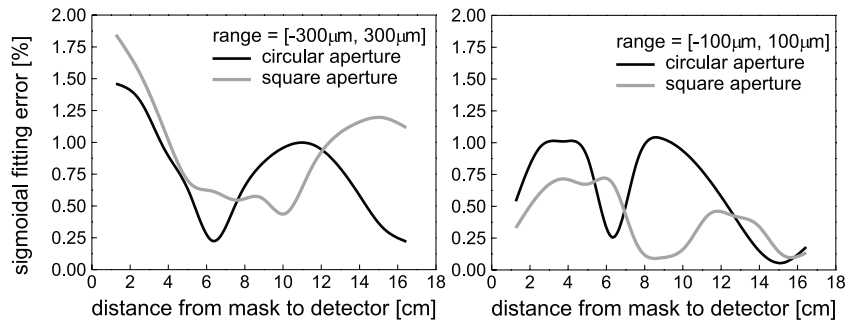 sigmoidal fitting error [%]
2.00
1.75
1.50
1.25
1.00
0.75
0.50
0.25
0.00
0 2 4 6 8 10 12 14 16 18
distance from mask to detector [cm]
range = [-300μm, 300μm]
circular aperture
square aperture
2.00
1.75
1.50
1.25
1.00
0.75
0.50
0.25
0.00
0 2 4 6 8 10 12 14 16 18
distance from mask to detector [cm]
range = [-100μm, 100μm]
circular aperture
square aperture